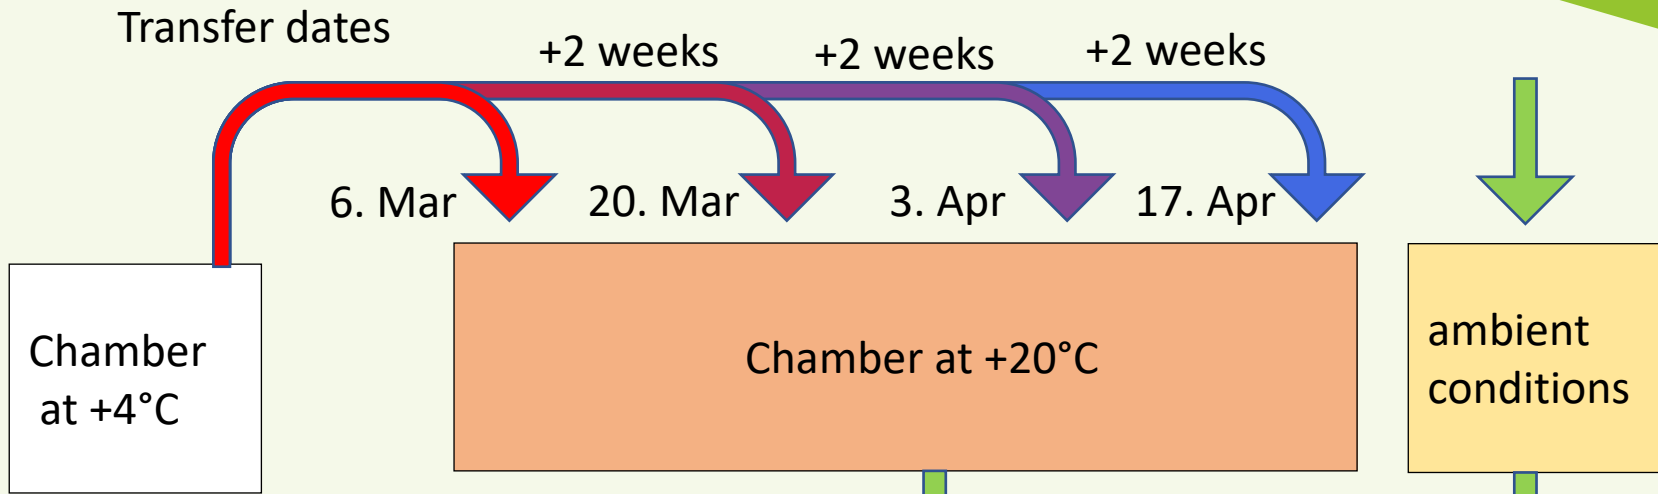 Transfer dates
+2 weeks
+2 weeks
+2 weeks
6. Mar
20. Mar
3. Apr
17. Apr
Chamber
at +4°C
Chamber at +20°C
ambient
conditions